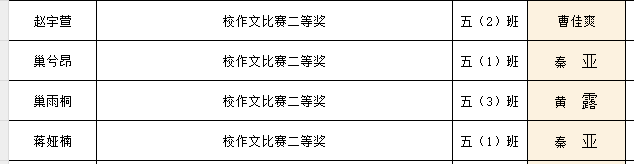 赵宇萱 校作文比赛二等奖 五（2）班 曹佳爽
巢兮昂 校作文比赛二等奖 五（1）班 秦 亚
巢雨桐 校作文比赛二等奖 五（3）班 黄 露
蒋娅楠 校作文比赛二等奖 五（1）班 秦 亚